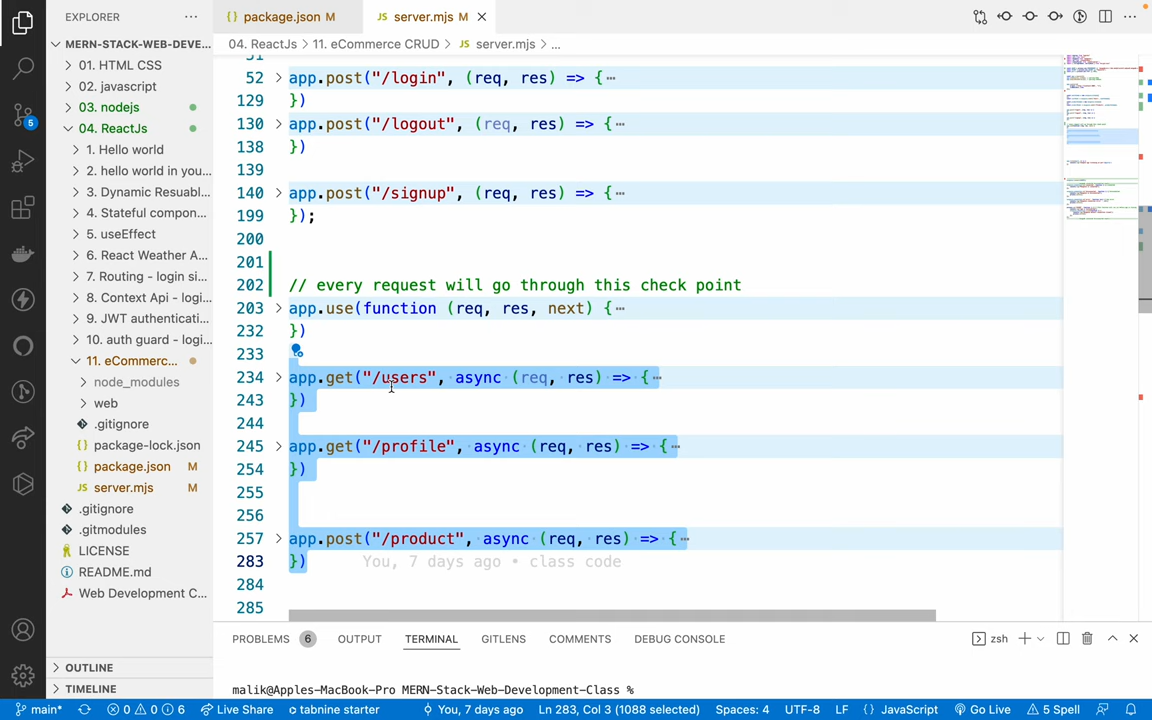 EXPLORER ...
package.json M
JS server.mjs M
MERN-STACK-WEB-DEVE...
04. ReactJs > 11. eCommerce CRUD > JS server.mjs > ...
01. HTML CSS
02. javascript
03. nodejs
04. ReactJs
1. Hello world
2. hello world in you...
3. Dynamic Resuabl...
4. Stateful compon...
5. useEffect
6. React Weather A...
7. Routing - login si...
8. Context Api - logi...
9. JWT authenticati...
10. auth guard - logi...
11. eCommerc...
node_modules
web
.gitignore
package-lock.json
package.json M
JS server.mjs M
.gitignore
.gitmodules
LICENSE
README.md
Web Development C...
OUTLINE
TIMELINE
5
51
52 app.post("/login", (req, res) => {
129 })
130 app.post("/logout", (req, res) => {
138 })
139
140 app.post("/signup", (req, res) => {
199 });
200
201
202 // every request will go through this check point
203 app.use(function (req, res, next) {
232 })
233
234 app.get("/users", async (req, res) => {
243 })
244
245 app.get("/profile", async (req, res) => {
254 })
255
256
257 app.post("/product", async (req, res) => {
283 }) You, 7 days ago • class code
284
285
PROBLEMS 6 OUTPUT TERMINAL GITLENS COMMENTS DEBUG CONSOLE zsh
malik@Apples-MacBook-Pro MERN-Stack-Web-Development-Class %
main* 0 0 6 Live Share tabnine starter You, 7 days ago Ln 283, Col 3 (1088 selected) Spaces: 4 UTF-8 LF {} JavaScript Go Live 5 Spell